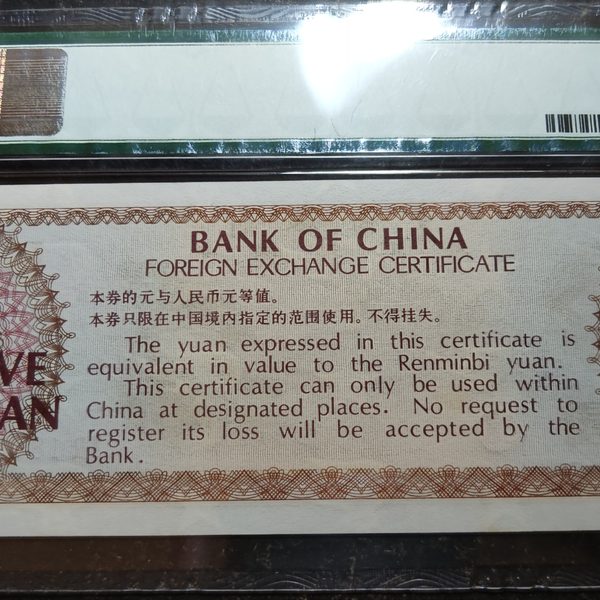 BANK OF CHINA
FOREIGN EXCHANGE CERTIFICATE
本券的元与人民币元等值。
本券只限在中国境内指定的范围使用。不得挂失。
The yuan expressed in this certificate is
equivalent in value to the Renminbi yuan.
This certificate can only be used within
China at designated places. No request to
register its loss will be accepted by the
Bank.
VE
AN